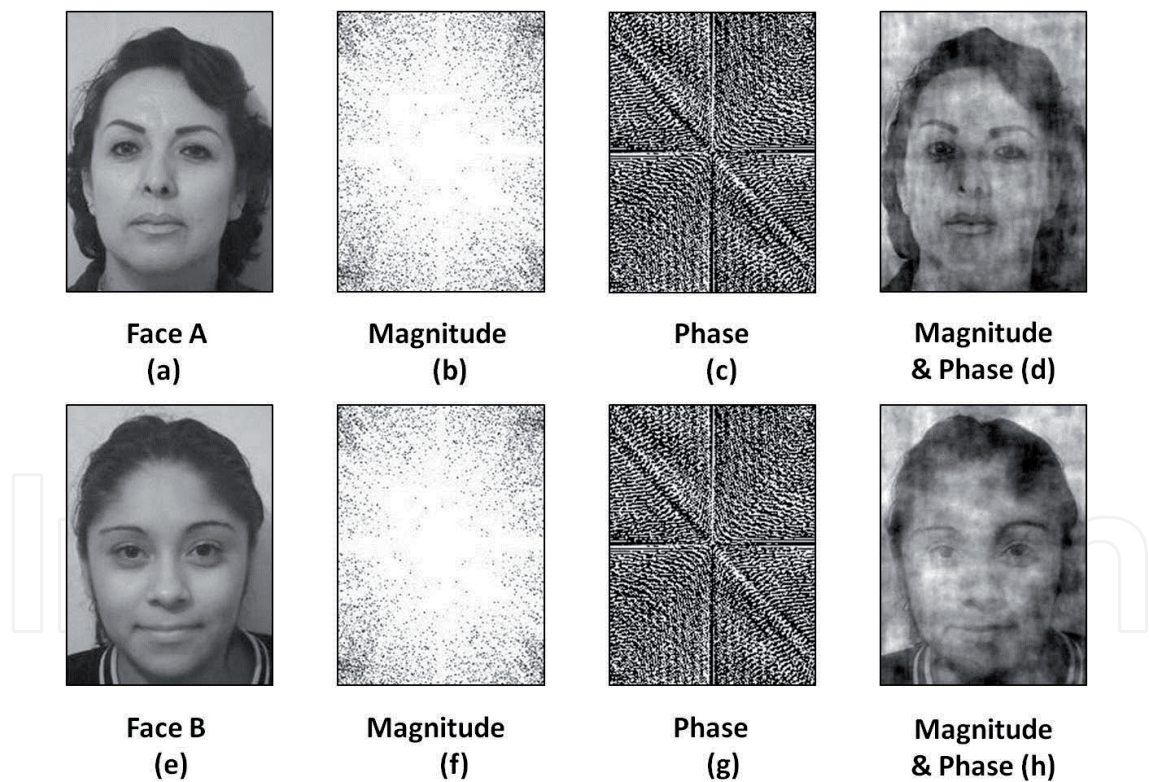 Face A
(a)
Magnitude
(b)
Phase
(c)
Magnitude
& Phase (d)
Face B
(e)
Magnitude
(f)
Phase
(g)
Magnitude
& Phase (h)